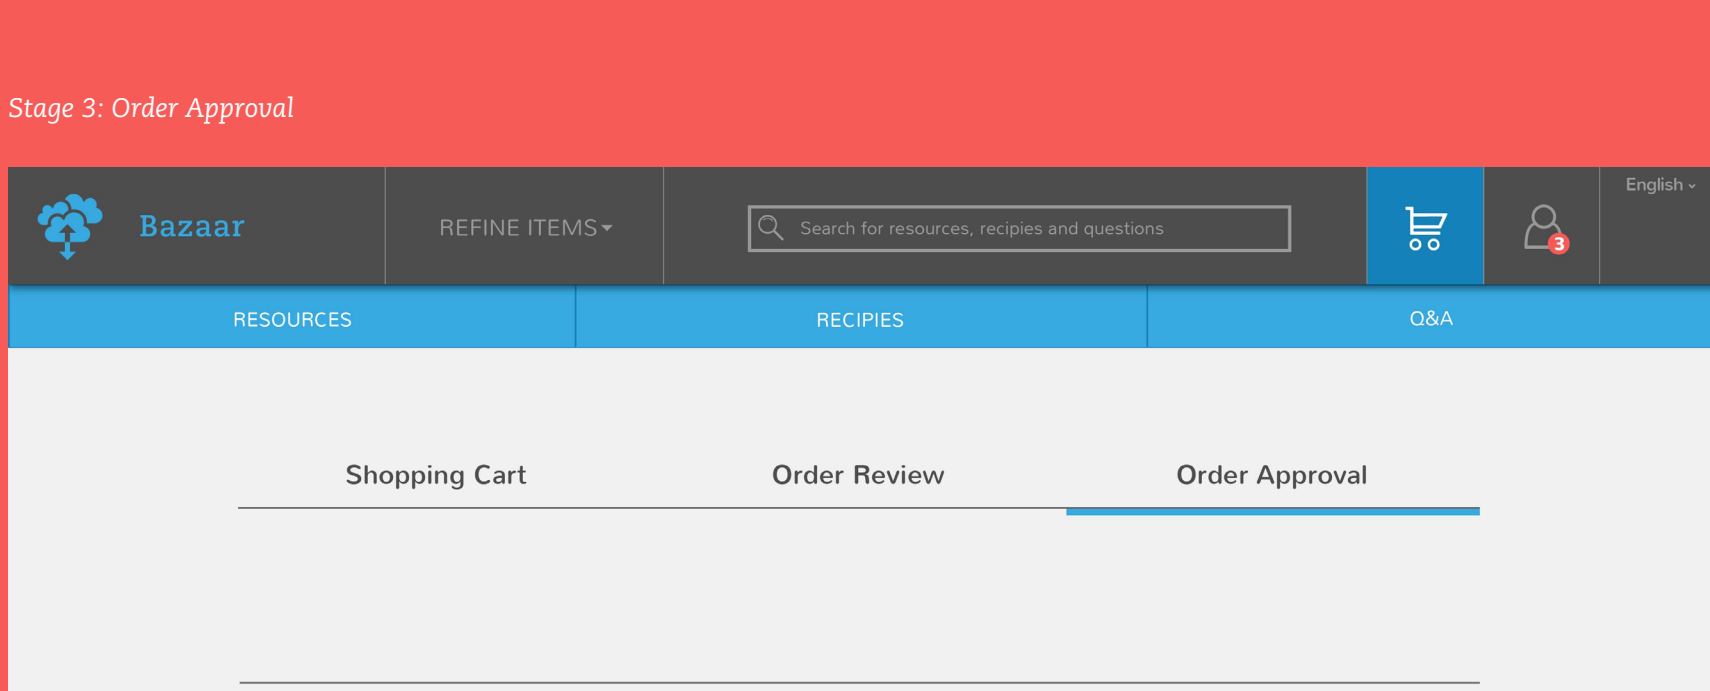 Stage 3: Order Approval
English
Bazaar
REFINE ITEMS
Search for resources, recipies and questions
3
RESOURCES
RECIPIES
Q&A
Shopping Cart
Order Review
Order Approval